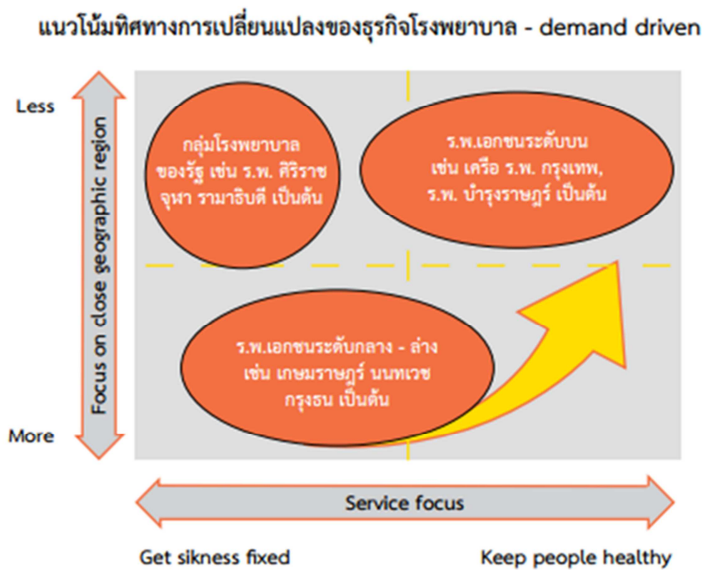 แนวโน้มทิศทางการเปลี่ยนแปลงของธุรกิจโรงพยาบาล - demand driven
Less
Focus on close geographic region
More
กลุ่มโรงพยาบาล
ของรัฐ เช่น ร.พ. ศิริราช
จุฬา รามาธิบดี เป็นต้น
ร.พ.เอกชนระดับบน
เช่น เครือ ร.พ. กรุงเทพ,
ร.พ. บำรุงราษฎร์ เป็นต้น
ร.พ.เอกชนระดับกลาง - ล่าง
เช่น เกษมราษฎร์ นนทเวช
กรุงธน เป็นต้น
Service focus
Get sikness fixed
Keep people healthy